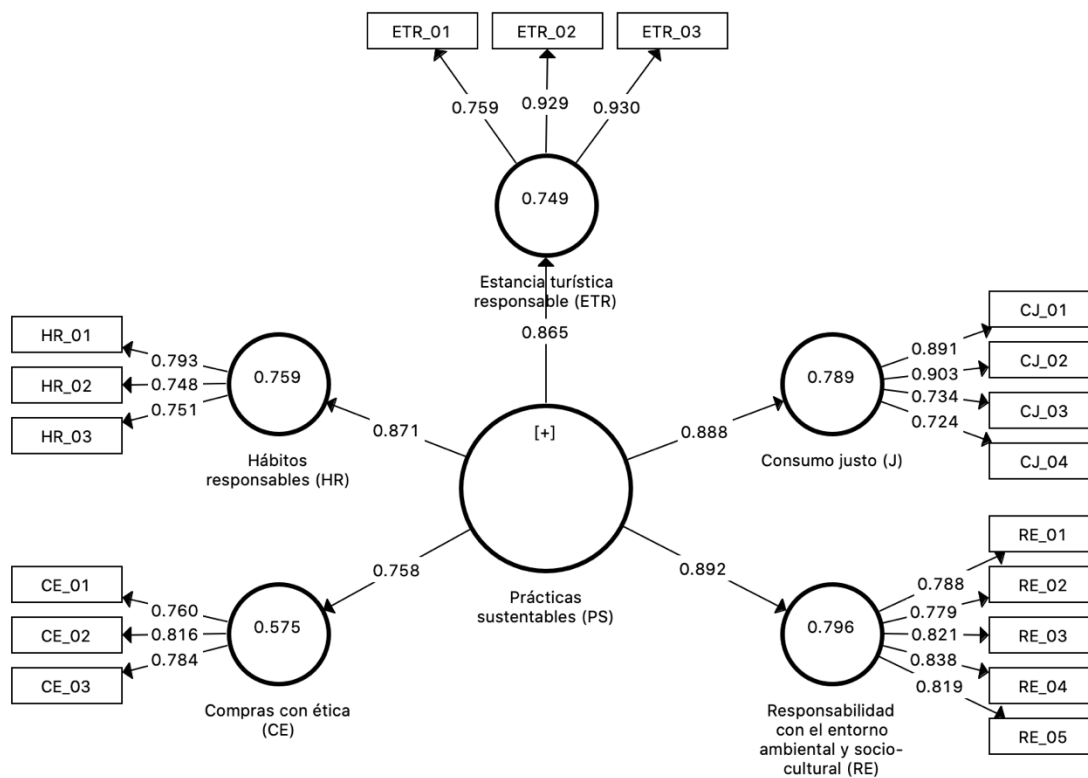 ETR_01
ETR_02
ETR_03
0.759
0.929
0.930
0.749
Estancia turística
responsable (ETR)
0.865
HR_01
HR_02
HR_03
0.793
0.748
0.751
0.759
Hábitos
responsables (HR)
0.871
CJ_01
CJ_02
CJ_03
CJ_04
0.891
0.903
0.734
0.724
0.789
Consumo justo (J)
0.888
[+]
Prácticas
sustentables (PS)
CE_01
CE_02
CE_03
0.760
0.816
0.784
0.575
Compras con ética
(CE)
0.758
RE_01
RE_02
RE_03
RE_04
RE_05
0.788
0.779
0.821
0.838
0.819
0.796
Responsabilidad
con el entorno
ambiental y socio-
cultural (RE)
0.892